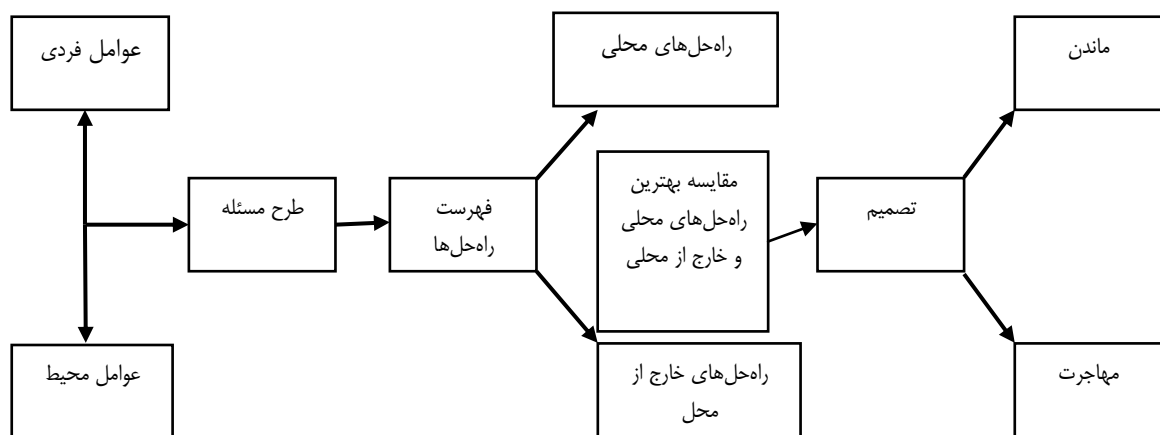 عوامل فردی
راه‌حل‌های محلی
ماندن
طرح مسئله
فهرست
راه‌حل‌ها
مقایسه بهترین
راه‌حل‌های محلی
و خارج از محلی
تصمیم
عوامل محیط
راه‌حل‌های خارج از
محل
مهاجرت